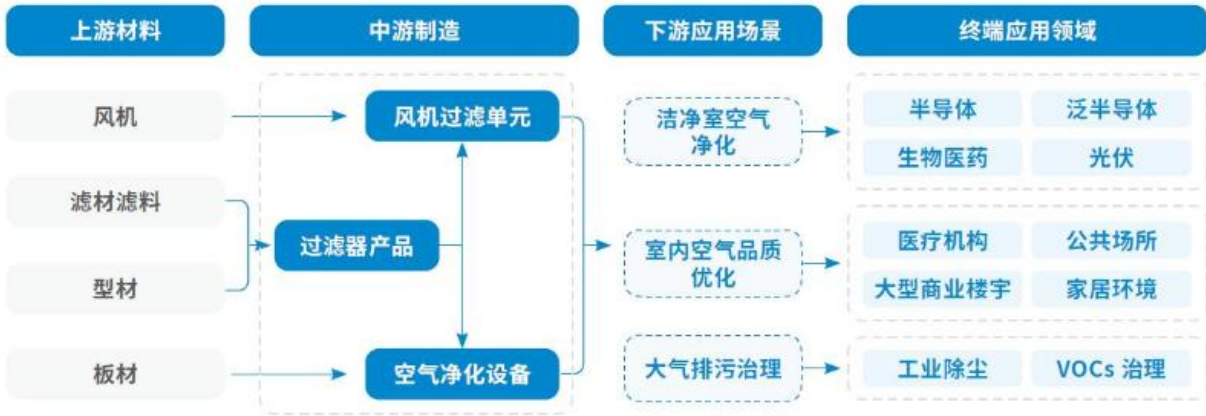 上游材料
中游制造
下游应用场景
终端应用领域
风机
滤材滤料
型材
板材
风机过滤单元
过滤器产品
空气净化设备
洁净室空气
净化
室内空气品质
优化
大气排污治理
半导体
泛半导体
生物医药
光伏
医疗机构
公共场所
大型商业楼宇
家居环境
工业除尘
VOCs 治理